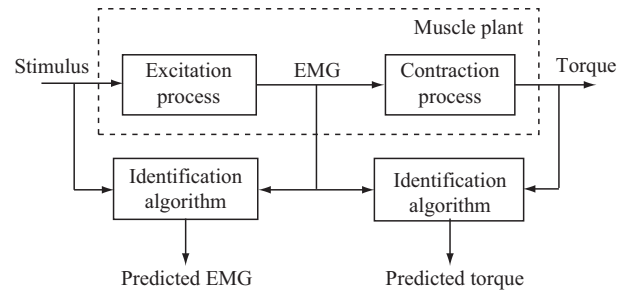 Muscle plant
Stimulus
Excitation
process
EMG
Contraction
process
Torque
Identification
algorithm
Identification
algorithm
Predicted EMG
Predicted torque